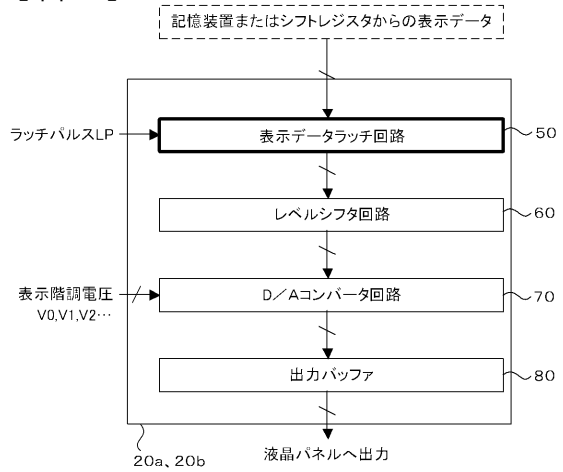 記憶装置またはシフトレジスタからの表示データ
ラッチパルスLP
表示データラッチ回路
50
レベルシフタ回路
60
表示階調電圧
V0,V1,V2…
D／Aコンバータ回路
70
出力バッファ
80
20a、20b
液晶パネルへ出力